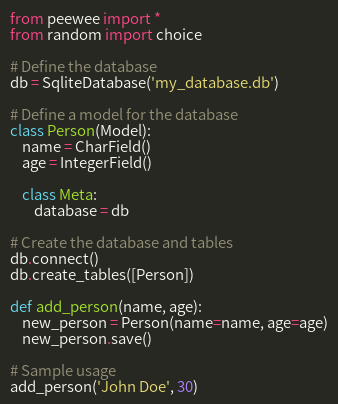 from peewee import *
from random import choice

# Define the database
db = SqliteDatabase('my_database.db')

# Define a model for the database
class Person(Model):
    name = CharField()
    age = IntegerField()

    class Meta:
        database = db

# Create the database and tables
db.connect()
db.create_tables([Person])

def add_person(name, age):
    new_person = Person(name=name, age=age)
    new_person.save()

# Sample usage
add_person('John Doe', 30)